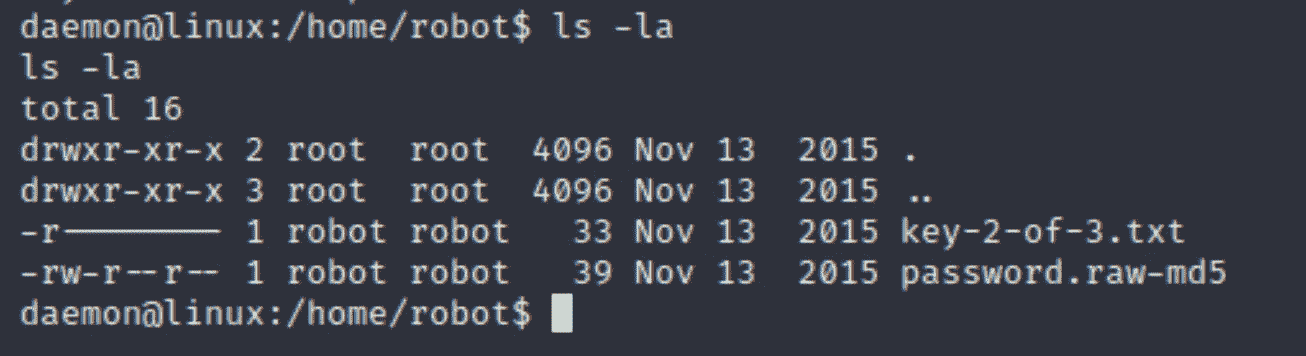 daemon@linux:/home/robot$ ls -la
ls -la
total 16
drwxr-xr-x 2 root  root  4096 Nov 13  2015 .
drwxr-xr-x 3 root  root  4096 Nov 13  2015 ..
-r-------- 1 robot robot   33 Nov 13  2015 key-2-of-3.txt
-rw-r--r-- 1 robot robot   39 Nov 13  2015 password.raw-md5
daemon@linux:/home/robot$